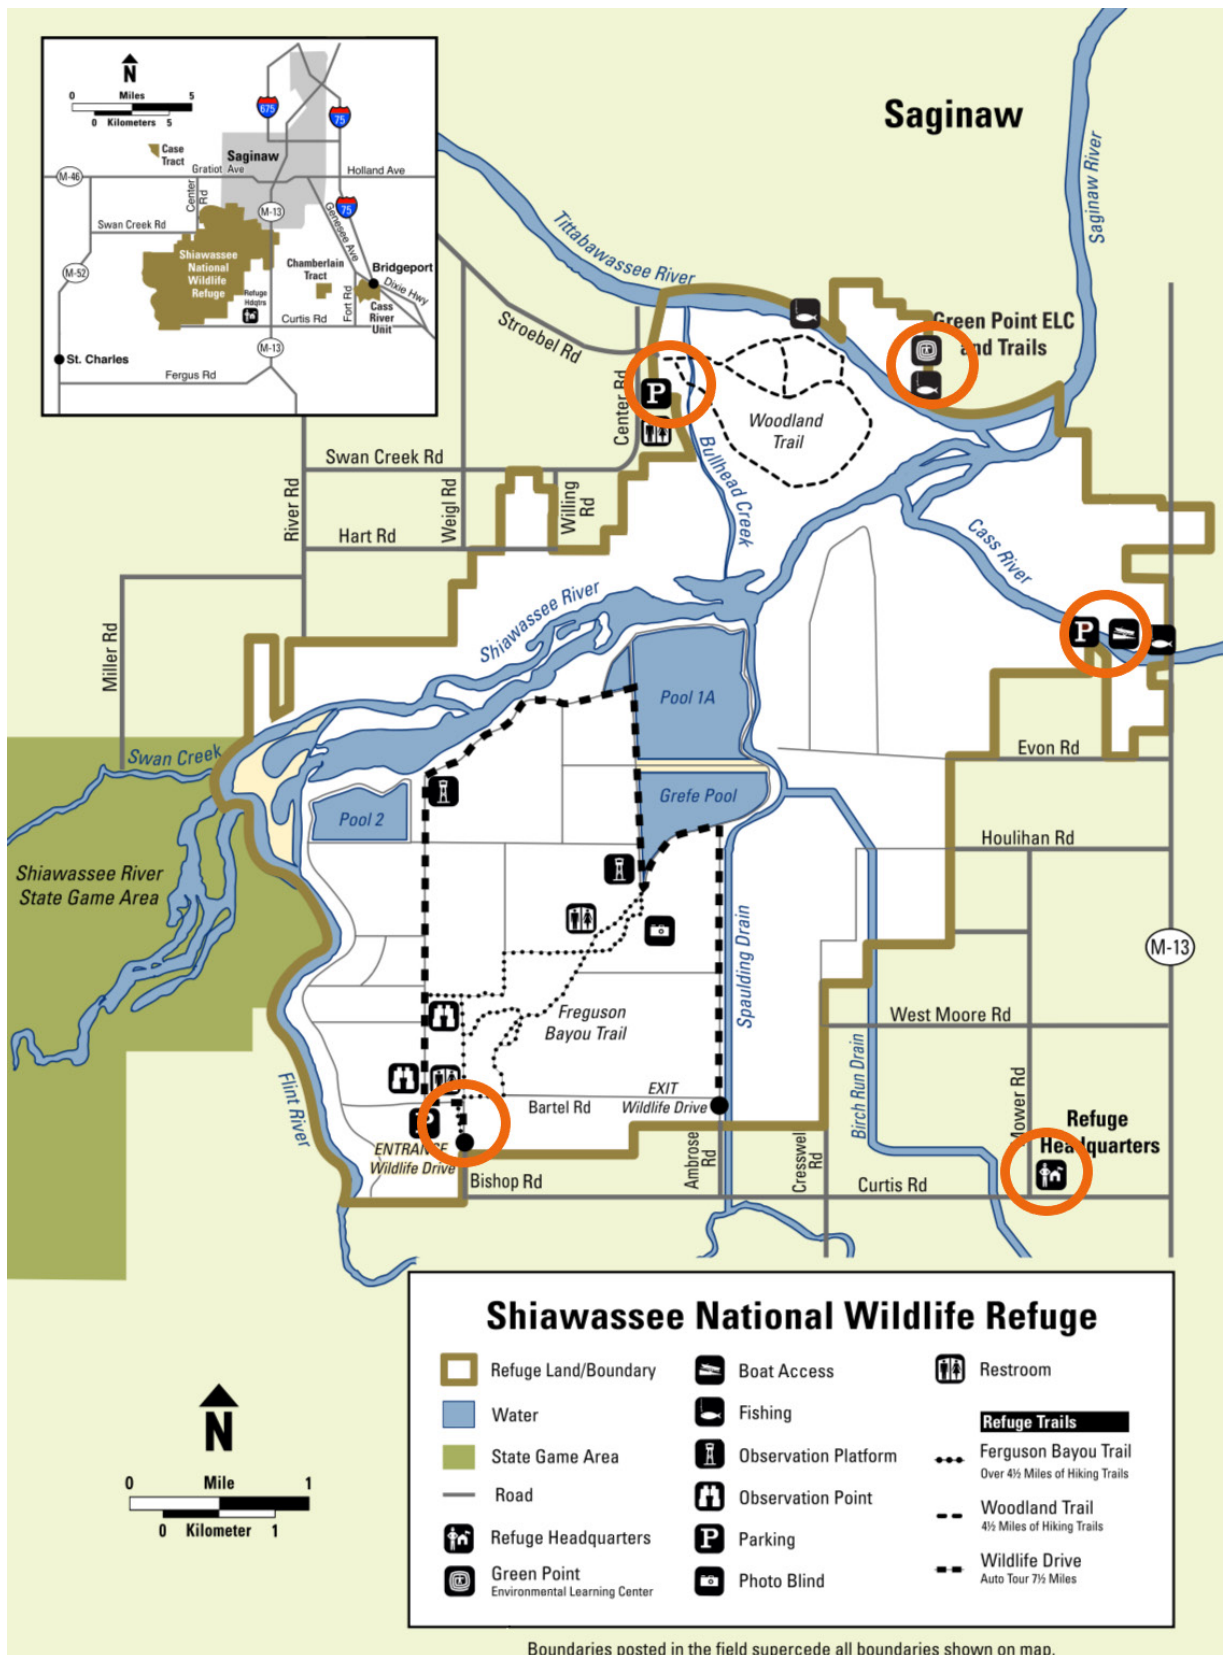 N
0 Miles 5
0 Kilometers 5
675
75
Case
Tract
Saginaw
Gratiot Ave
Holland Ave
M-46
Center
Rd
M-13
75
Genesee Ave
Swan Creek Rd
Shiawassee
National
Wildlife
Refuge
M-52
Chamberlain
Tract
Bridgeport
Dixie Hwy
Refuge
Hdqtrs
Fort Rd
Cass
River
Unit
Curtis Rd
M-13
St. Charles
Fergus Rd
Saginaw
Saginaw River
Tittabawassee River
Stroebel Rd
Green Point ELC
and Trails
Center Rd
P
Woodland
Trail
Bullhead Creek
Swan Creek Rd
River Rd
Weigl Rd
Willing
Rd
Hart Rd
Cass River
Shiawassee River
Miller Rd
P
Pool 1A
Evon Rd
Swan Creek
Grefe Pool
Pool 2
Houlihan Rd
Shiawassee River
State Game Area
Spaulding Drain
M-13
Freguson
Bayou Trail
West Moore Rd
Flint River
Birch Run Drain
Mower Rd
EXIT
Wildlife Drive
Bartel Rd
P
ENTRANCE
Wildlife Drive
Refuge
Headquarters
Bishop Rd
Ambrose
Rd
Cresswel
Rd
Curtis Rd
Shiawassee National Wildlife Refuge
Refuge Land/Boundary
Water
State Game Area
Road
Refuge Headquarters
Green Point
Environmental Learning Center
Boat Access
Fishing
Observation Platform
Observation Point
P Parking
Photo Blind
Restroom
Refuge Trails
Ferguson Bayou Trail
Over 4½ Miles of Hiking Trails
Woodland Trail
4½ Miles of Hiking Trails
Wildlife Drive
Auto Tour 7½ Miles
N
0 Mile 1
0 Kilometer 1
Boundaries posted in the field supercede all boundaries shown on map.